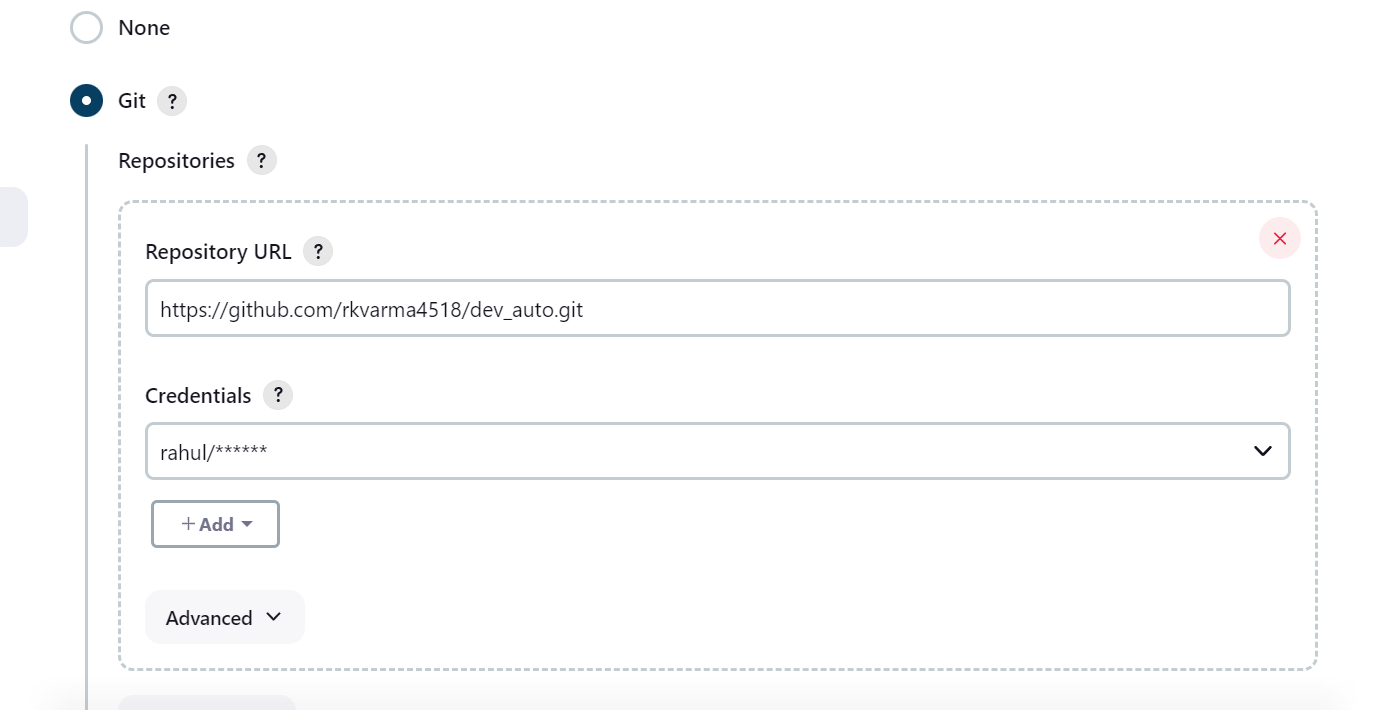 None
Git ?
Repositories ?
Repository URL ?
https://github.com/rkvarma4518/dev_auto.git
Credentials ?
rahul/******
+ Add
Advanced